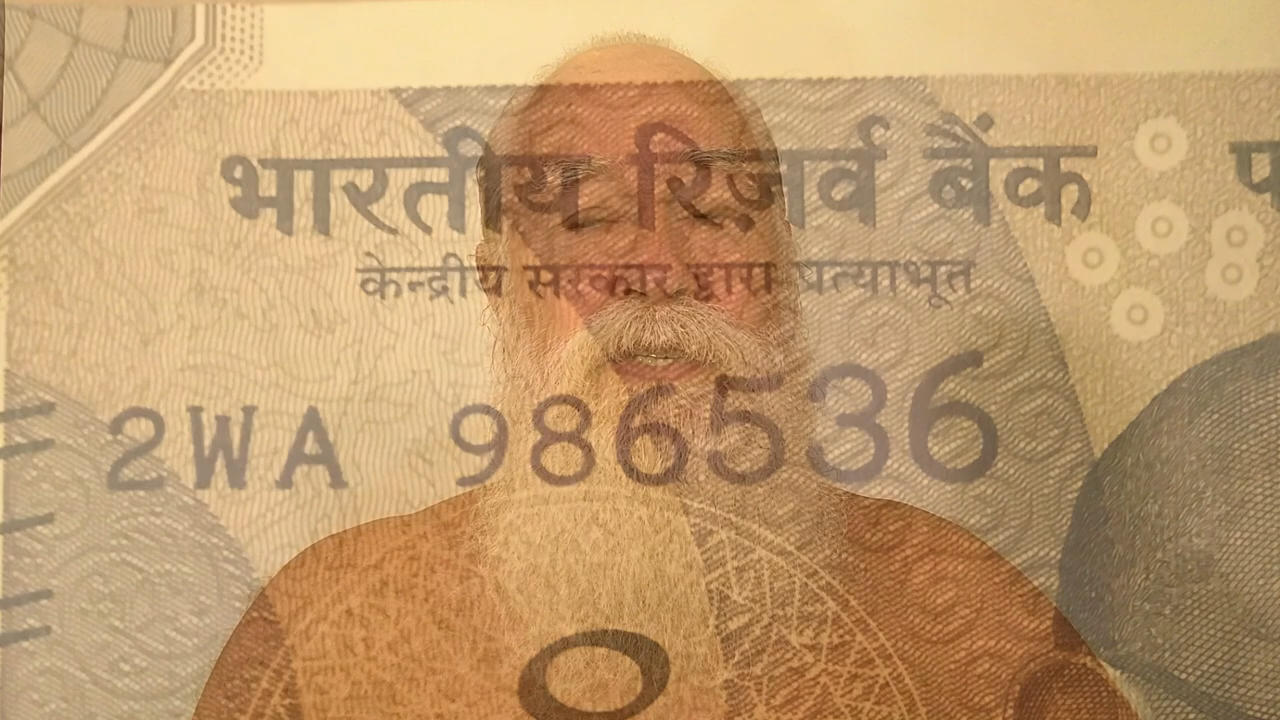 भारतीय रिज़र्व बैंक
केन्द्रीय सरकार द्वारा प्रत्याभूत
2WA 986536